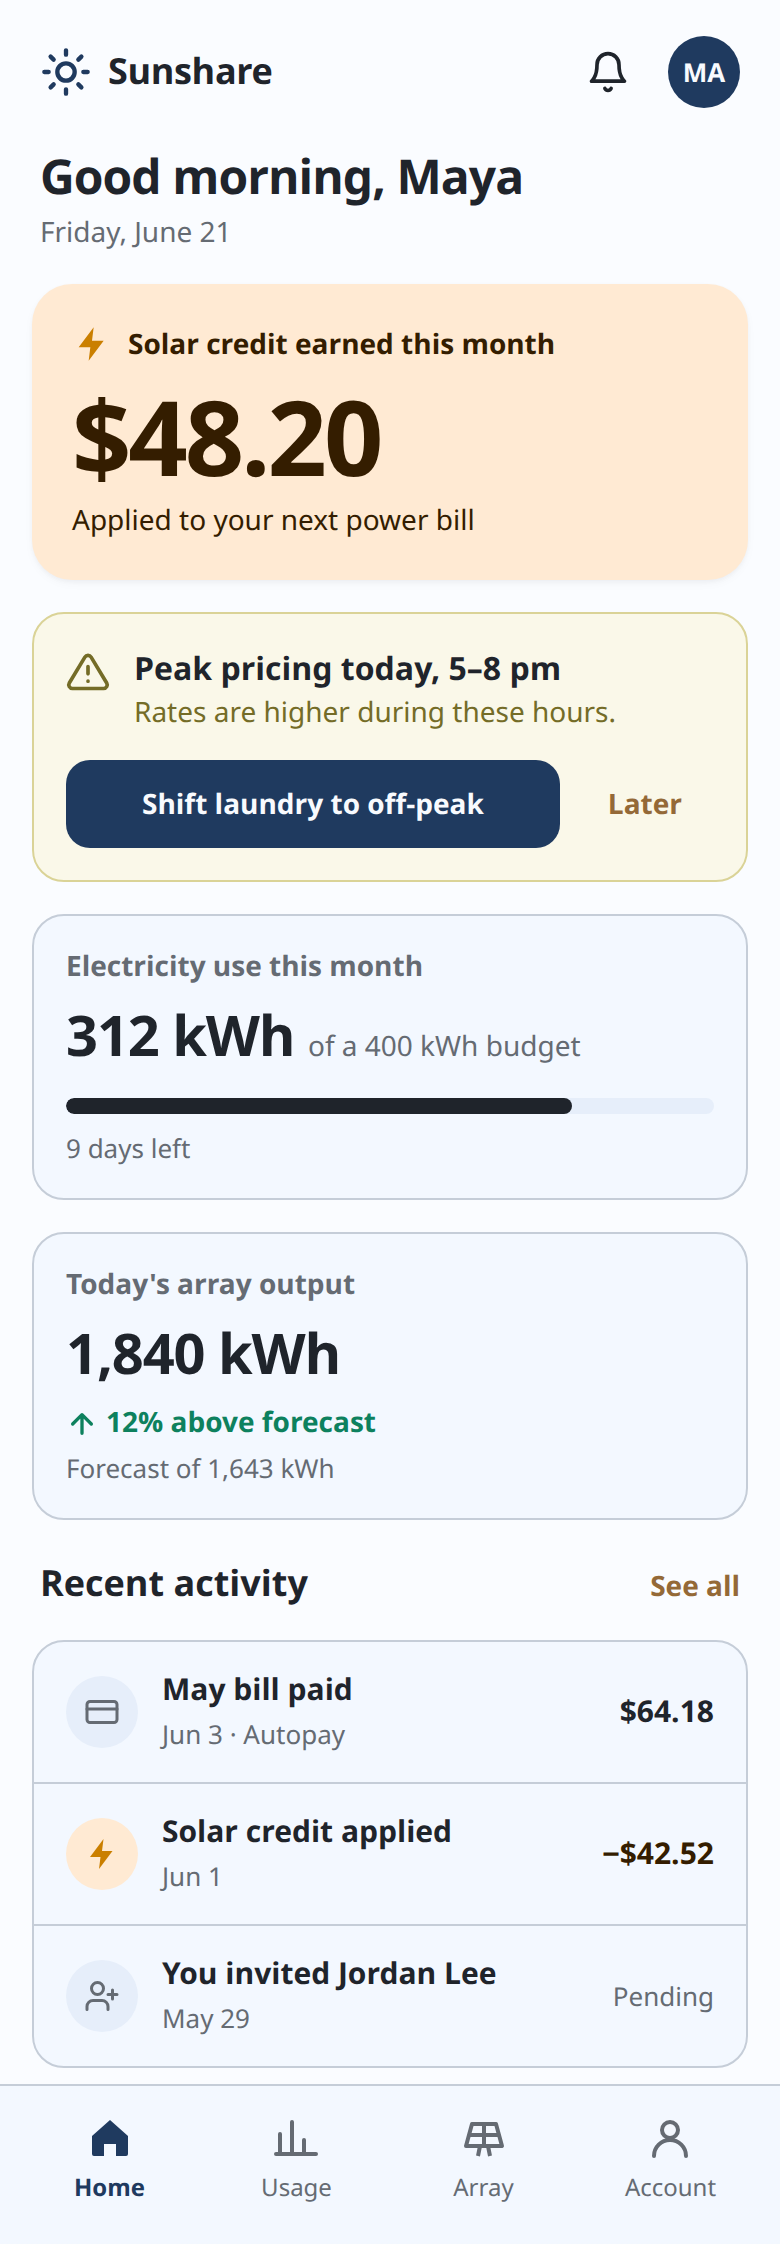 Sunshare
MA
Good morning, Maya
Friday, June 21
Solar credit earned this month
$48.20
Applied to your next power bill
Peak pricing today, 5–8 pm
Rates are higher during these hours.
Shift laundry to off-peak
Later
Electricity use this month
312 kWh of a 400 kWh budget
9 days left
Today's array output
1,840 kWh
12% above forecast
Forecast of 1,643 kWh
Recent activity
See all
May bill paid
Jun 3 · Autopay
$64.18
Solar credit applied
Jun 1
−$42.52
You invited Jordan Lee
May 29
Pending
Home
Usage
Array
Account